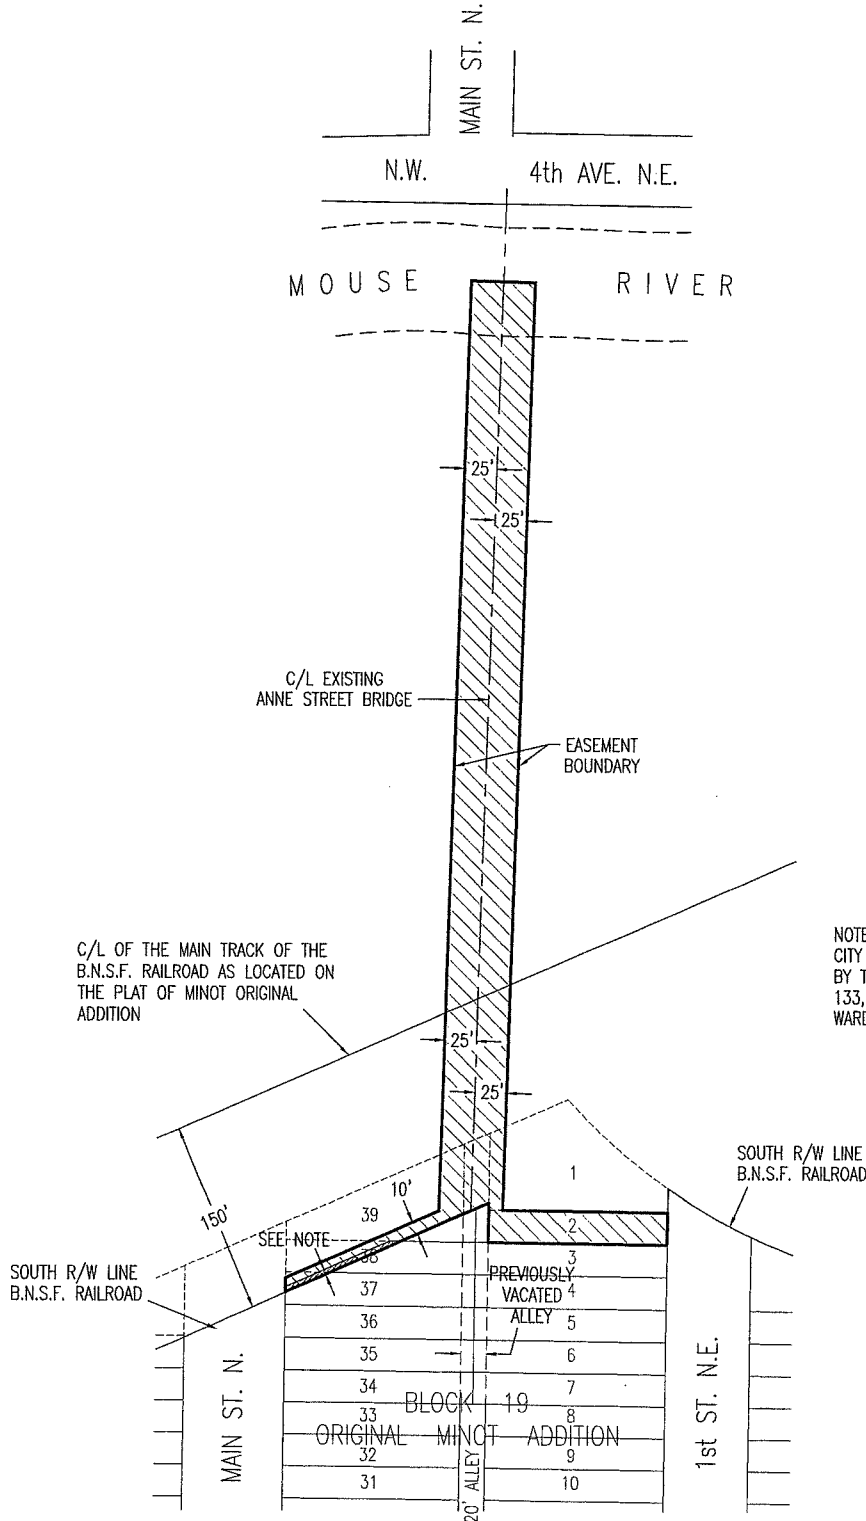 MAIN ST. N.
N.W.
4th AVE. N.E.
MOUSE RIVER
25'
25'
C/L EXISTING
ANNE STREET BRIDGE
EASEMENT
BOUNDARY
C/L OF THE MAIN TRACK OF THE
B.N.S.F. RAILROAD AS LOCATED ON
THE PLAT OF MINOT ORIGINAL
ADDITION
NOTE
CITY
BY T
133,
WARD
25'
25'
SOUTH R/W LINE
B.N.S.F. RAILROAD
1
150'
10'
39
2
SEE NOTE
38
3
SOUTH R/W LINE
B.N.S.F. RAILROAD
37
4
PREVIOUSLY
VACATED
ALLEY
36
5
35
6
34
7
BLOCK 19
33
8
ORIGINAL MINOT ADDITION
32
9
31
10
MAIN ST. N.
20' ALLEY
1st ST. N.E.